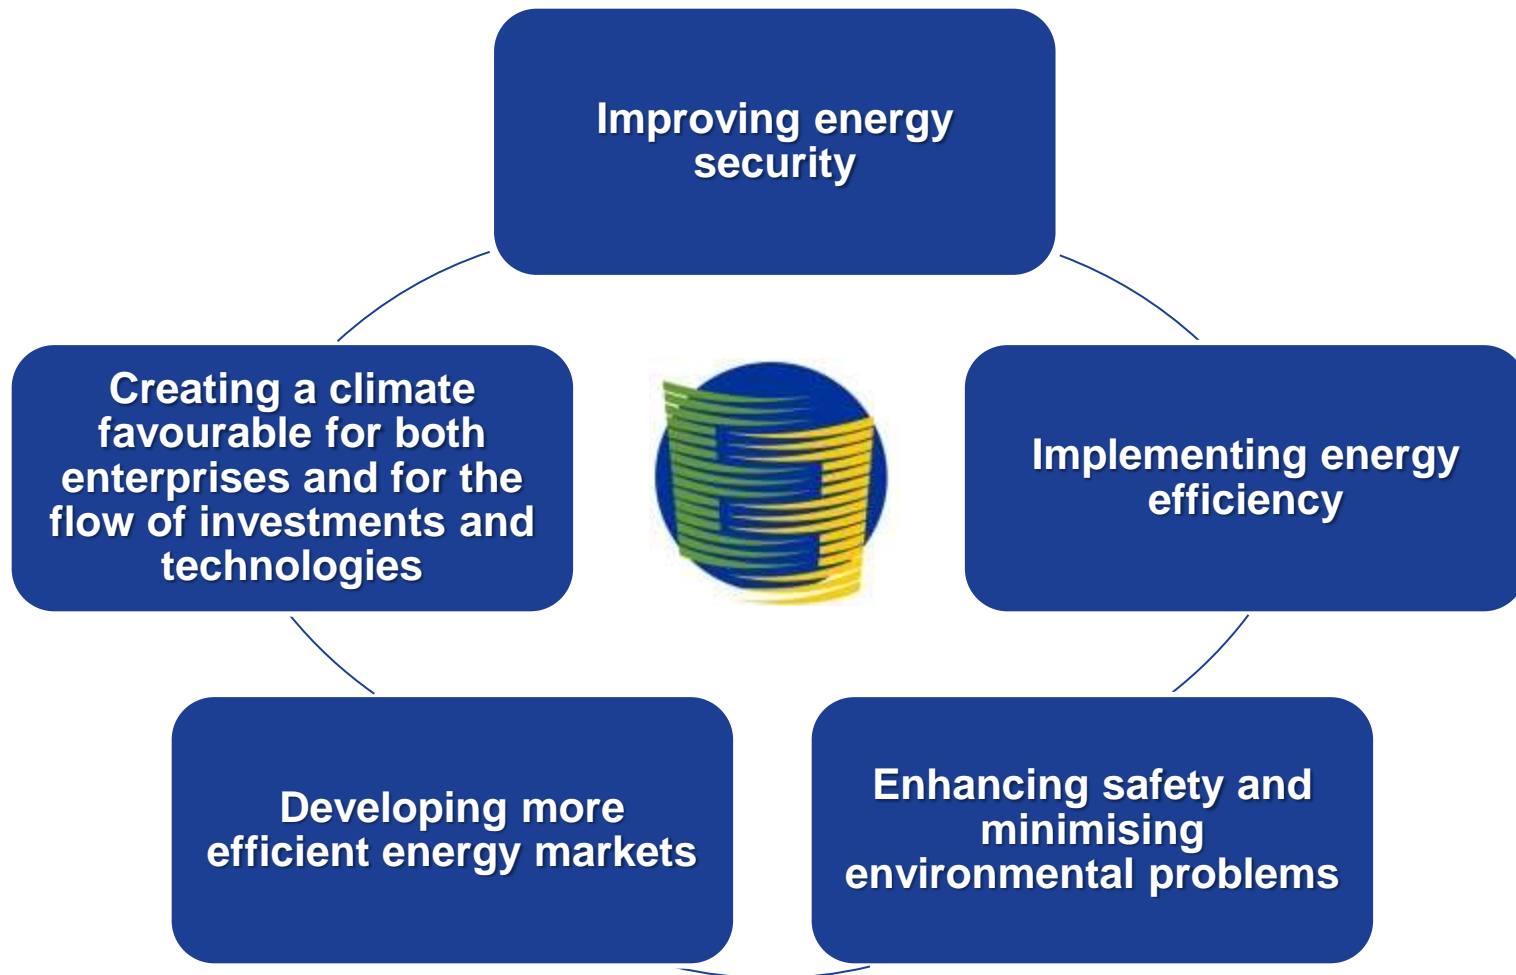 Improving energy
security
Implementing energy
efficiency
Enhancing safety and
minimising
environmental problems
Developing more
efficient energy markets
Creating a climate
favourable for both
enterprises and for the
flow of investments and
technologies